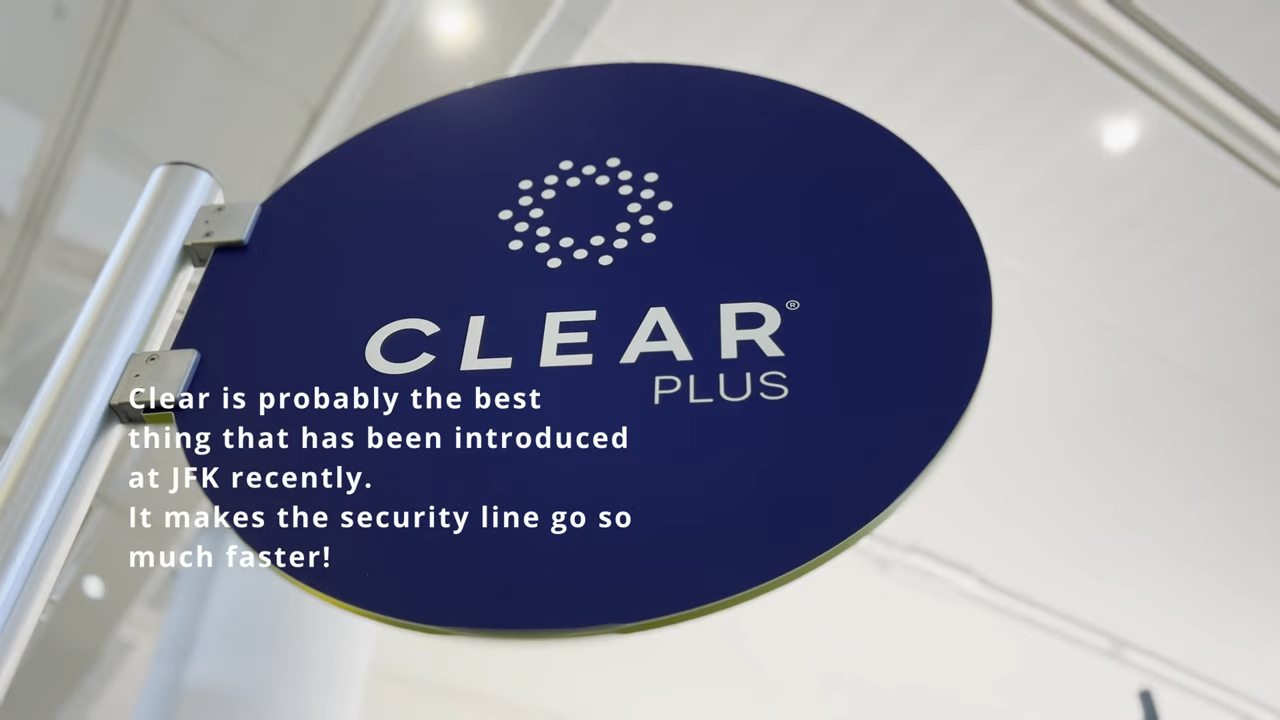 CLEAR®
PLUS
Clear is probably the best
thing that has been introduced
at JFK recently.
It makes the security line go so
much faster!